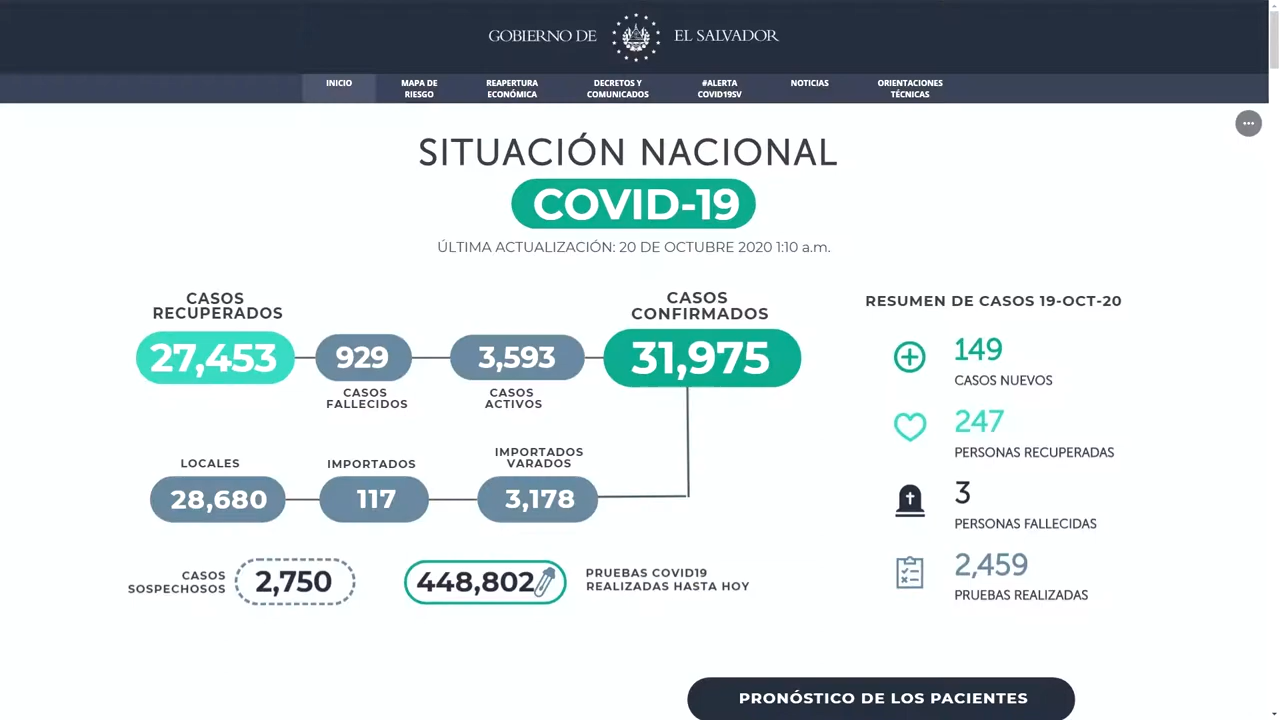 GOBIERNO DE EL SALVADOR
INICIO
MAPA DE
RIESGO
REAPERTURA
ECONÓMICA
DECRETOS Y
COMUNICADOS
#ALERTA
COVID19SV
NOTICIAS
ORIENTACIONES
TÉCNICAS
SITUACIÓN NACIONAL
COVID-19
ÚLTIMA ACTUALIZACIÓN: 20 DE OCTUBRE 2020 1:10 a.m.
CASOS
RECUPERADOS
27,453
929
CASOS
FALLECIDOS
3,593
CASOS
ACTIVOS
CASOS
CONFIRMADOS
31,975
LOCALES
28,680
IMPORTADOS
117
IMPORTADOS
VARADOS
3,178
CASOS
SOSPECHOSOS
2,750
448,802
PRUEBAS COVID19
REALIZADAS HASTA HOY
RESUMEN DE CASOS 19-OCT-20
149
CASOS NUEVOS
247
PERSONAS RECUPERADAS
3
PERSONAS FALLECIDAS
2,459
PRUEBAS REALIZADAS
PRONÓSTICO DE LOS PACIENTES